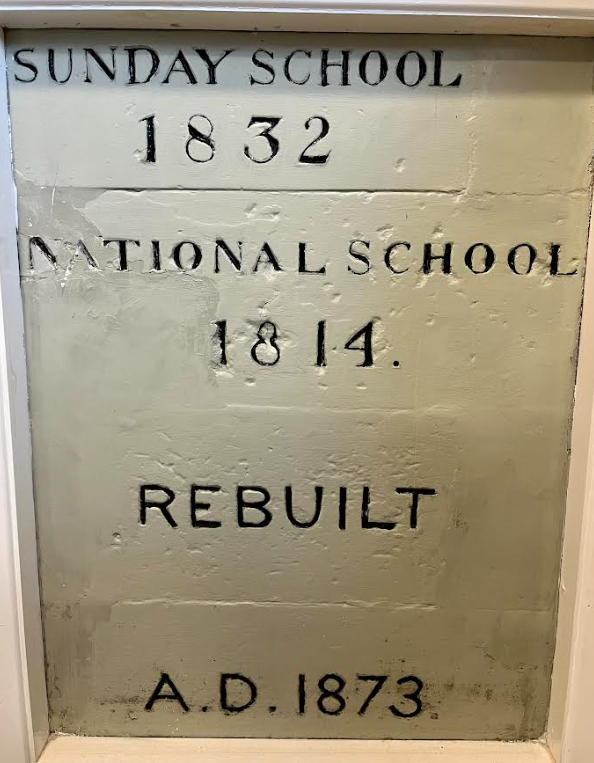 SUNDAY SCHOOL
1832
NATIONAL SCHOOL
1814.
REBUILT
A.D. 1873